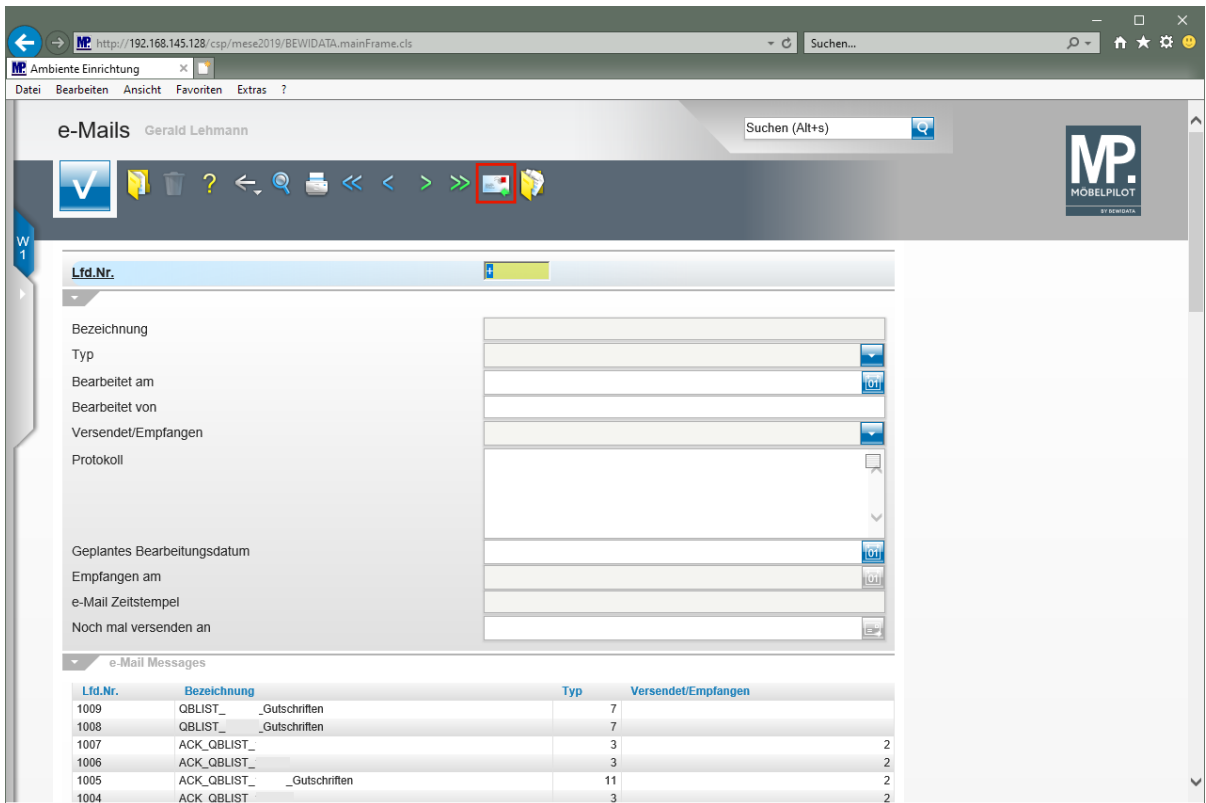 http://192.168.145.128/csp/mese2019/BEWIDATA.mainFrame.cls
Suchen...
MP. Ambiente Einrichtung
Datei Bearbeiten Ansicht Favoriten Extras ?
e-Mails Gerald Lehmann
Suchen (Alt+s)
MP.
MÖBELPILOT
BY BEWIDATA
W
1
Lfd.Nr. +
Bezeichnung
Typ
Bearbeitet am
Bearbeitet von
Versendet/Empfangen
Protokoll
Geplantes Bearbeitungsdatum
Empfangen am
e-Mail Zeitstempel
Noch mal versenden an
e-Mail Messages
Lfd.Nr. Bezeichnung Typ Versendet/Empfangen
1009 QBLIST_ _Gutschriften 7
1008 QBLIST_ _Gutschriften 7
1007 ACK_QBLIST_ 3 2
1006 ACK_QBLIST_ 3 2
1005 ACK_QBLIST_ _Gutschriften 11 2
1004 ACK_QBLIST_ 3 2